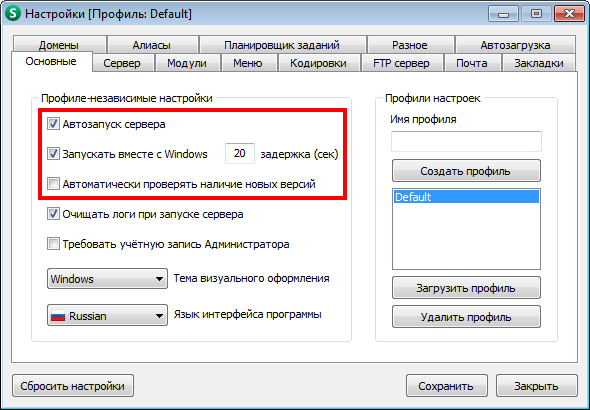 S
Настройки [Профиль: Default]
Домены Алиасы Планировщик заданий Разное Автозагрузка
Основные Сервер Модули Меню Кодировки FTP сервер Почта Закладки
Профиле-независимые настройки
Автозапуск сервера
Запускать вместе с Windows 20 задержка (сек)
Автоматически проверять наличие новых версий
Очищать логи при запуске сервера
Требовать учётную запись Администратора
Windows Тема визуального оформления
Russian Язык интерфейса программы
Профили настроек
Имя профиля
Создать профиль
Default
Загрузить профиль
Удалить профиль
Сбросить настройки Сохранить Закрыть